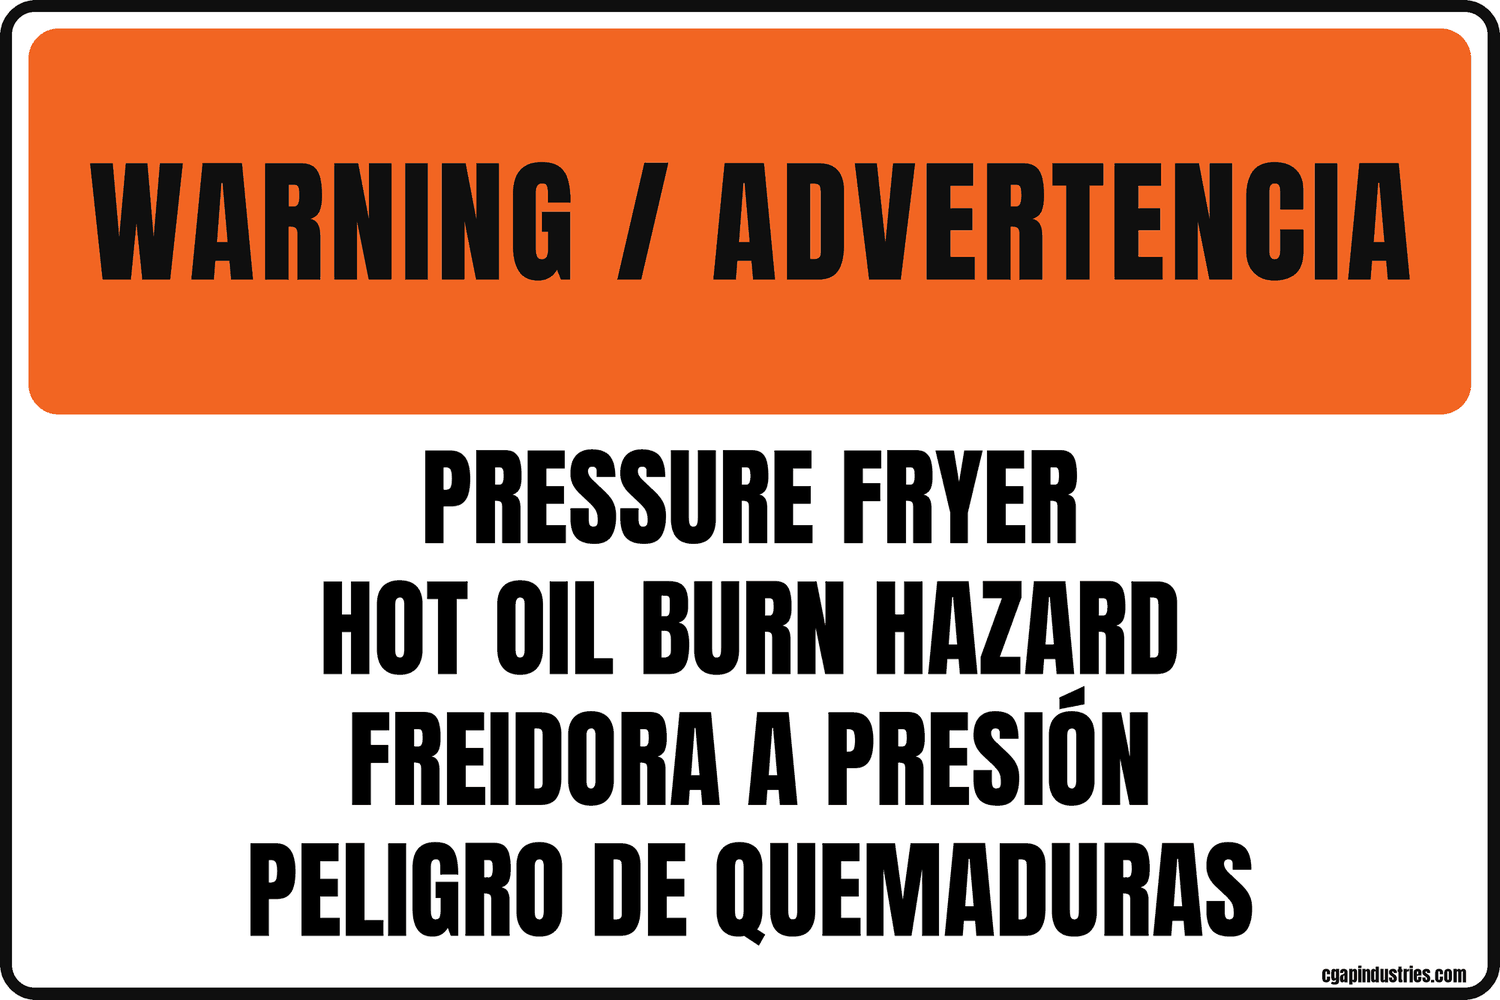 WARNING / ADVERTENCIA
PRESSURE FRYER
HOT OIL BURN HAZARD
FREIDORA A PRESIÓN
PELIGRO DE QUEMADURAS
cgapindustries.com